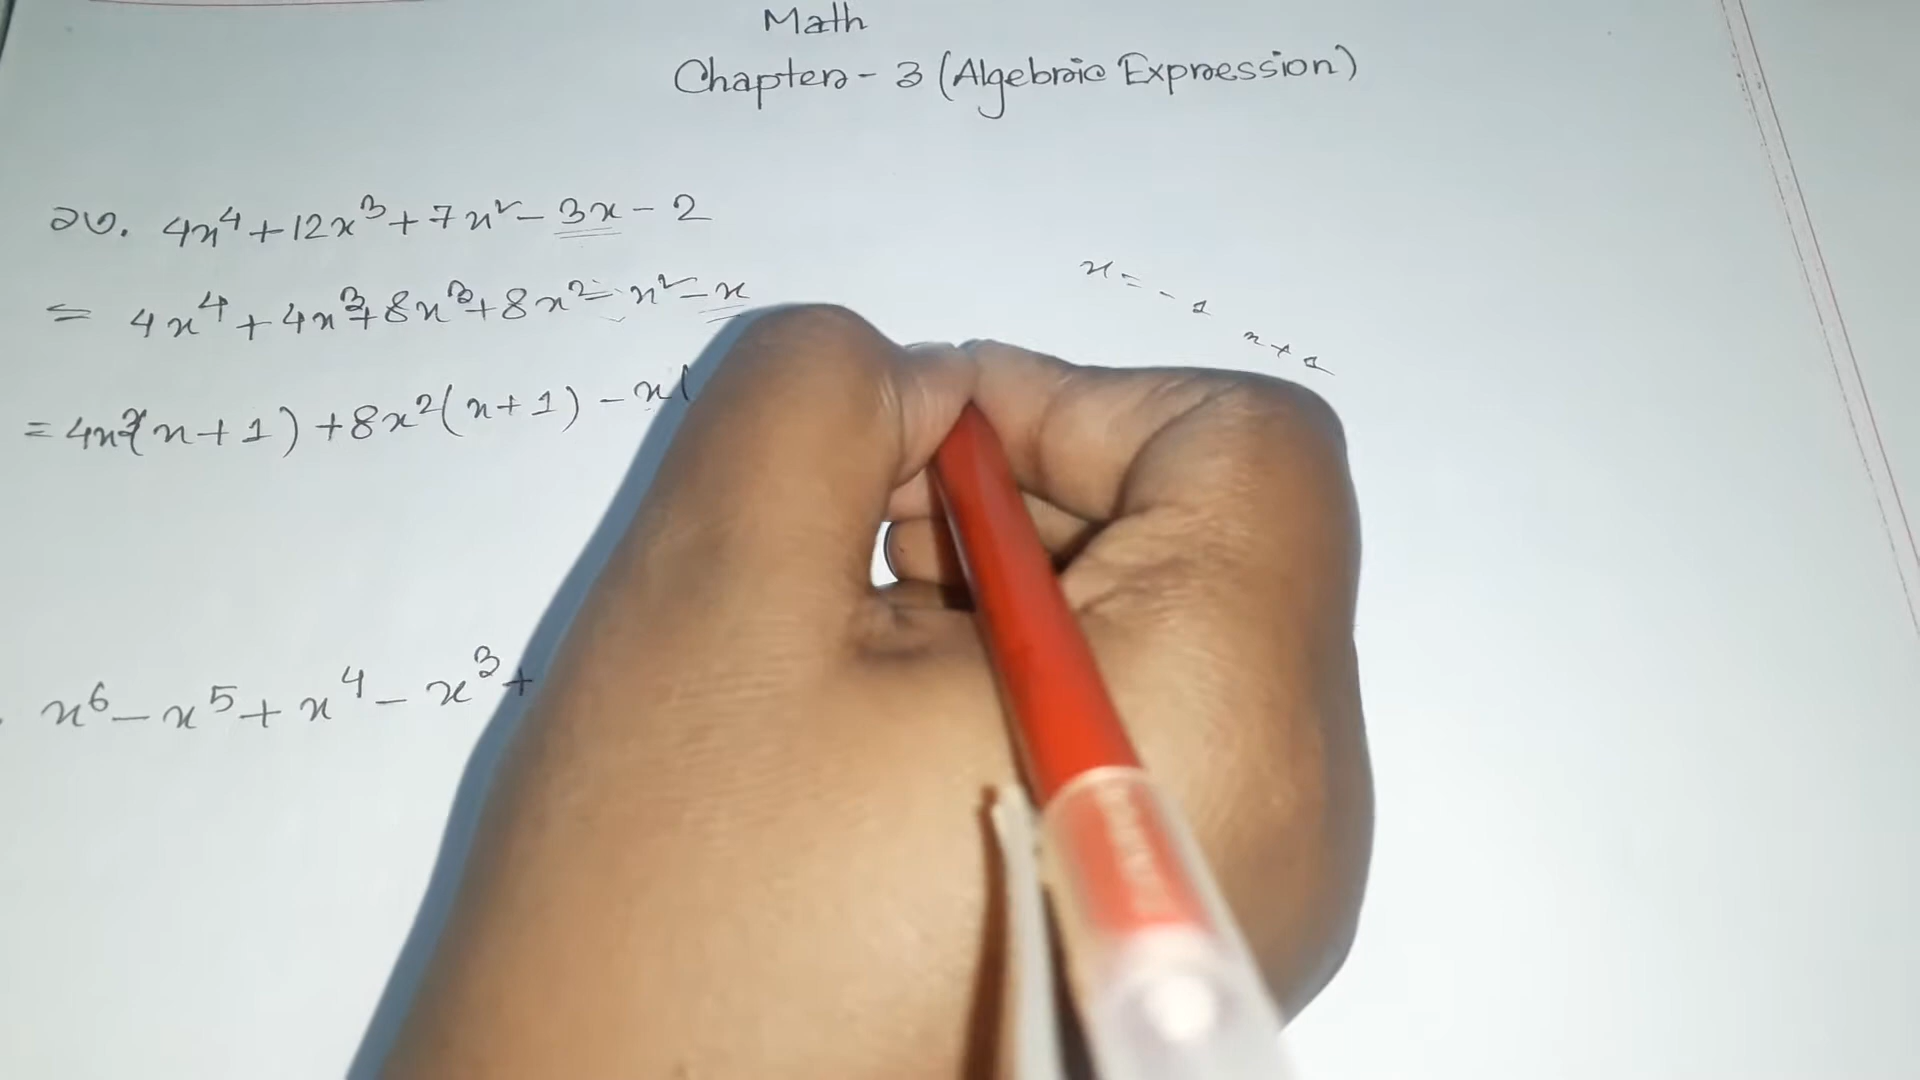 Math
Chapter - 3 (Algebraic Expression)
২৩. 4x⁴ + 12x³ + 7x² - 3x - 2
= 4x⁴ + 4x³ + 8x³ + 8x² - x² - x
x = - 1
x + 1
= 4x³(x + 1) + 8x²(x + 1) - x(
x⁶ - x⁵ + x⁴ - x³ +